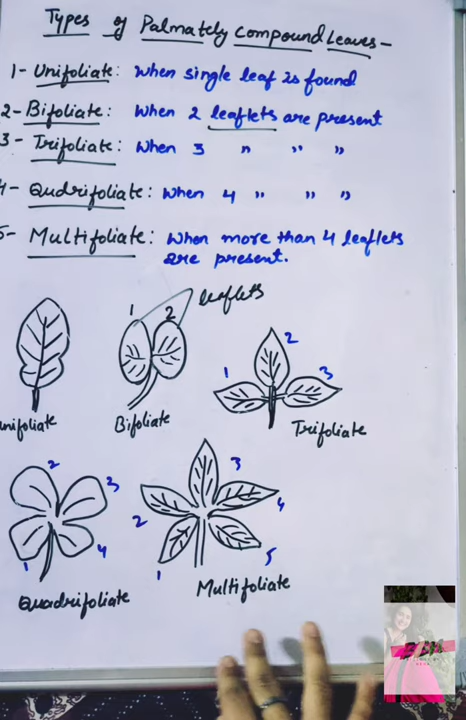 Types of Palmately Compound Leaves-
1- Unifoliate: When single leaf is found
2- Bifoliate: When 2 leaflets are present
3- Trifoliate: When 3 " " "
4- Qudrifoliate: When 4 " " "
5- Multifoliate: When more than 4 leaflets
are present.
leaflets
1 2
2
1 3
unifoliate
Bifoliate
Trifoliate
2 3
3
2 4
1 4
1 5
Quadrifoliate
Multifoliate